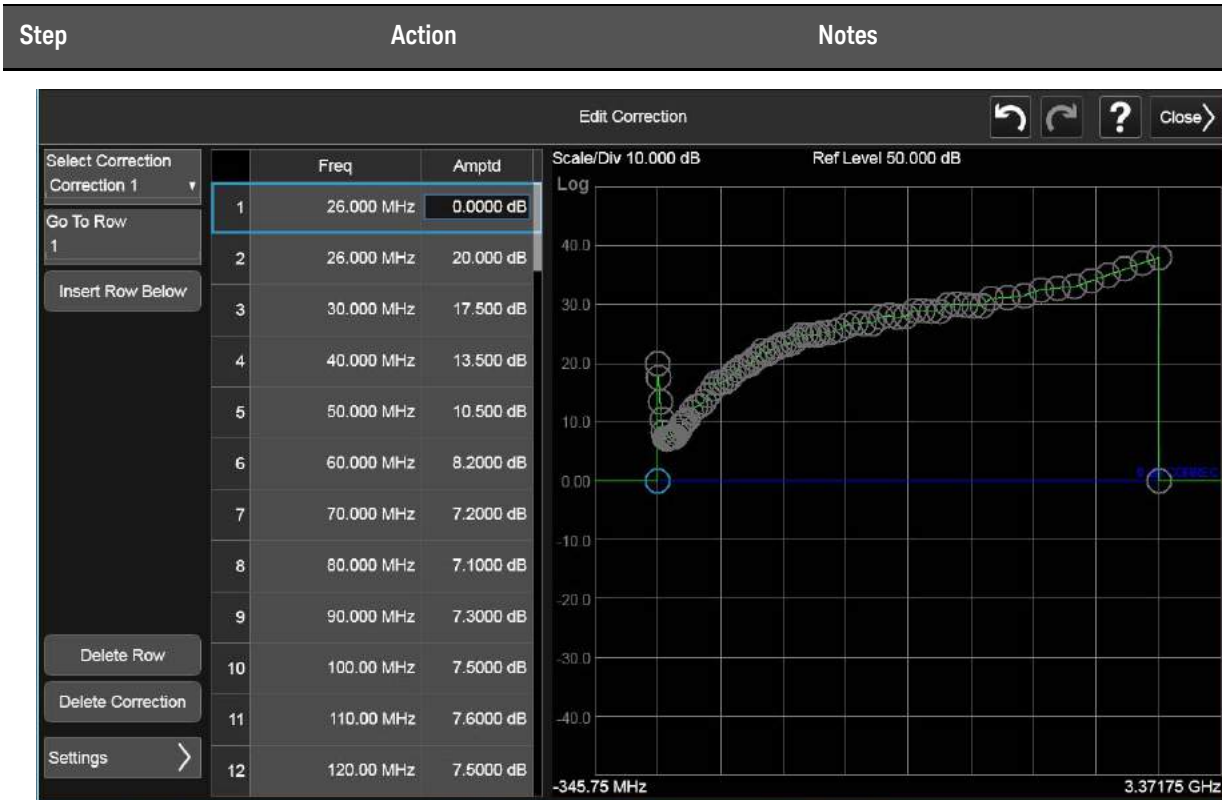 Step Action Notes
Edit Correction
? Close
Select Correction
Correction 1
Go To Row
1
Insert Row Below
Delete Row
Delete Correction
Settings
Freq Amptd
1 26.000 MHz 0.0000 dB
2 26.000 MHz 20.000 dB
3 30.000 MHz 17.500 dB
4 40.000 MHz 13.500 dB
5 50.000 MHz 10.500 dB
6 60.000 MHz 8.2000 dB
7 70.000 MHz 7.2000 dB
8 80.000 MHz 7.1000 dB
9 90.000 MHz 7.3000 dB
10 100.00 MHz 7.5000 dB
11 110.00 MHz 7.6000 dB
12 120.00 MHz 7.5000 dB
Scale/Div 10.000 dB Ref Level 50.000 dB
Log
40.0
30.0
20.0
10.0
0.00
-10.0
-20.0
-30.0
-40.0
-345.75 MHz 3.37175 GHz